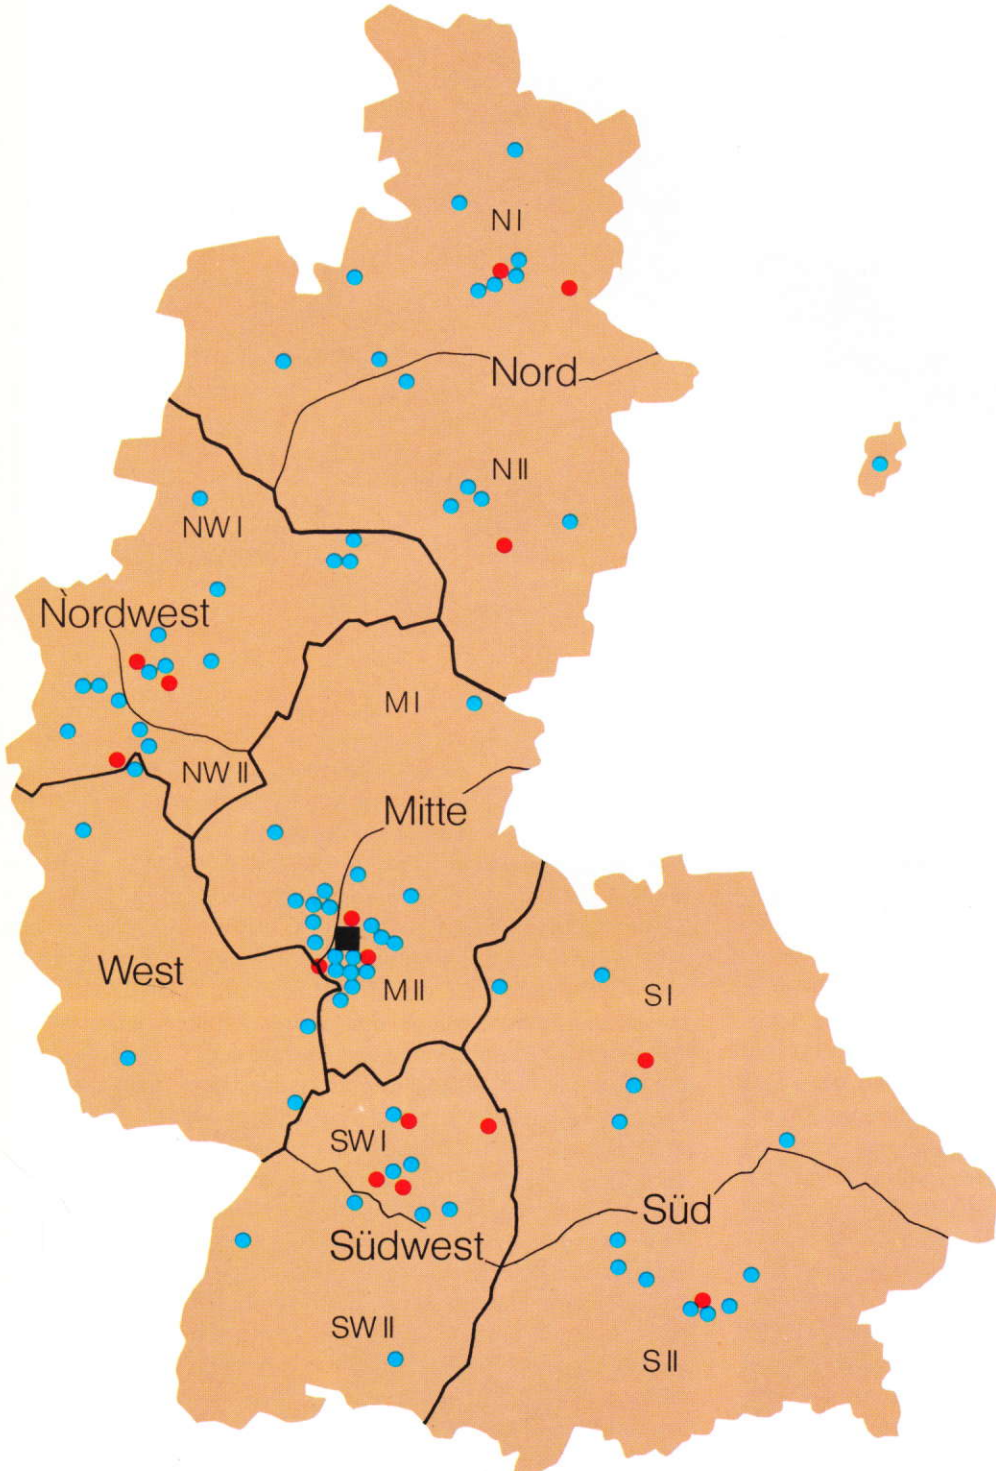 N I
Nord
N II
NW I
Nordwest
M I
NW II
Mitte
West
M II
S I
SW I
Süd
Südwest
SW II
S II